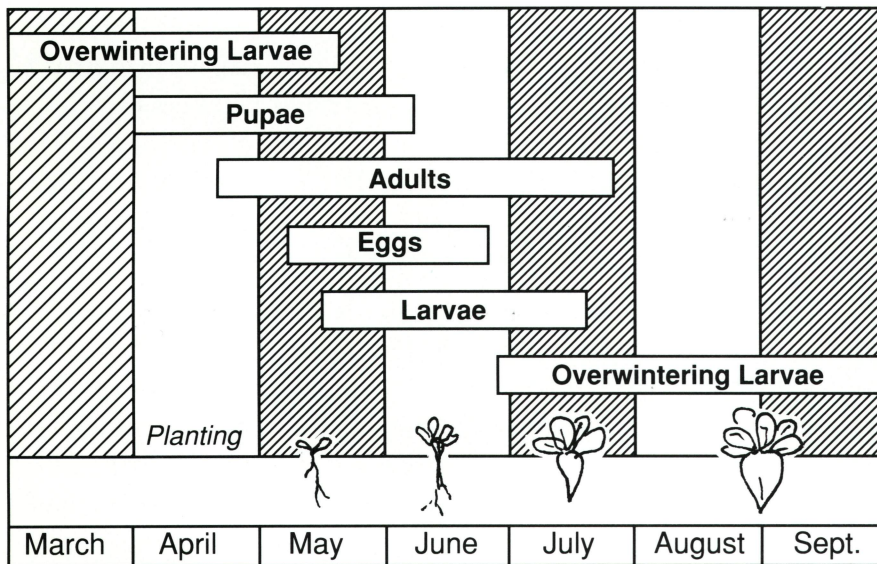 Overwintering Larvae
Pupae
Adults
Eggs
Larvae
Overwintering Larvae
Planting
March April May June July August Sept.